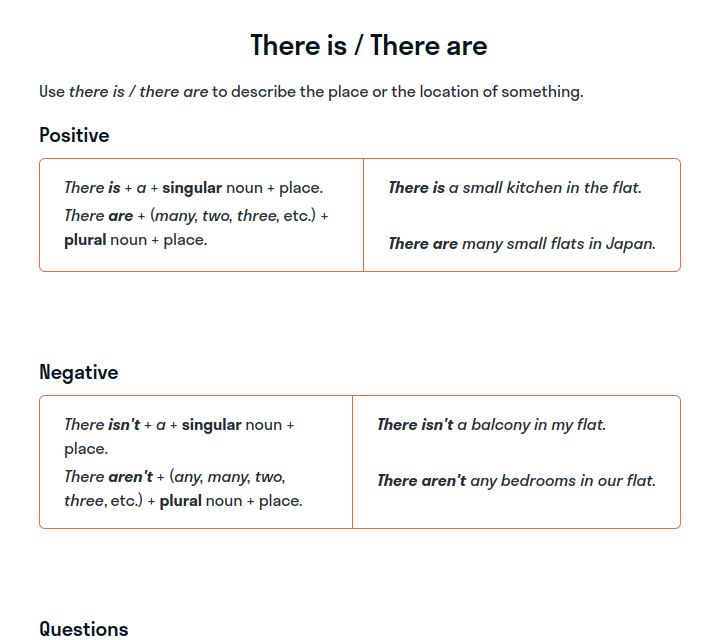 There is / There are
Use there is / there are to describe the place or the location of something.
Positive
There is + a + singular noun + place.
There are + (many, two, three, etc.) +
plural noun + place.
There is a small kitchen in the flat.
There are many small flats in Japan.
Negative
There isn't + a + singular noun +
place.
There aren't + (any, many, two,
three, etc.) + plural noun + place.
There isn't a balcony in my flat.
There aren't any bedrooms in our flat.
Questions